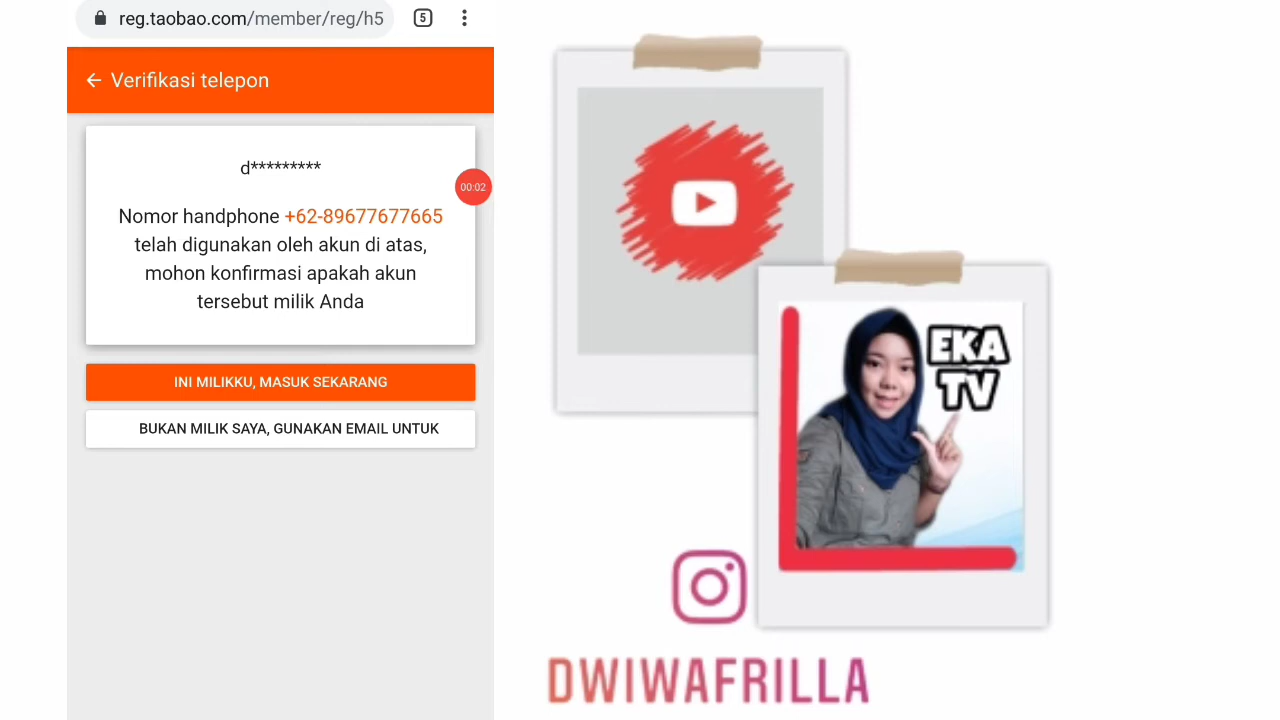 reg.taobao.com/member/reg/h5
5
Verifikasi telepon
d*********
00:02
Nomor handphone +62-89677677665
telah digunakan oleh akun di atas,
mohon konfirmasi apakah akun
tersebut milik Anda
INI MILIKKU, MASUK SEKARANG
BUKAN MILIK SAYA, GUNAKAN EMAIL UNTUK
EKA
TV
DWIWAFRILLA